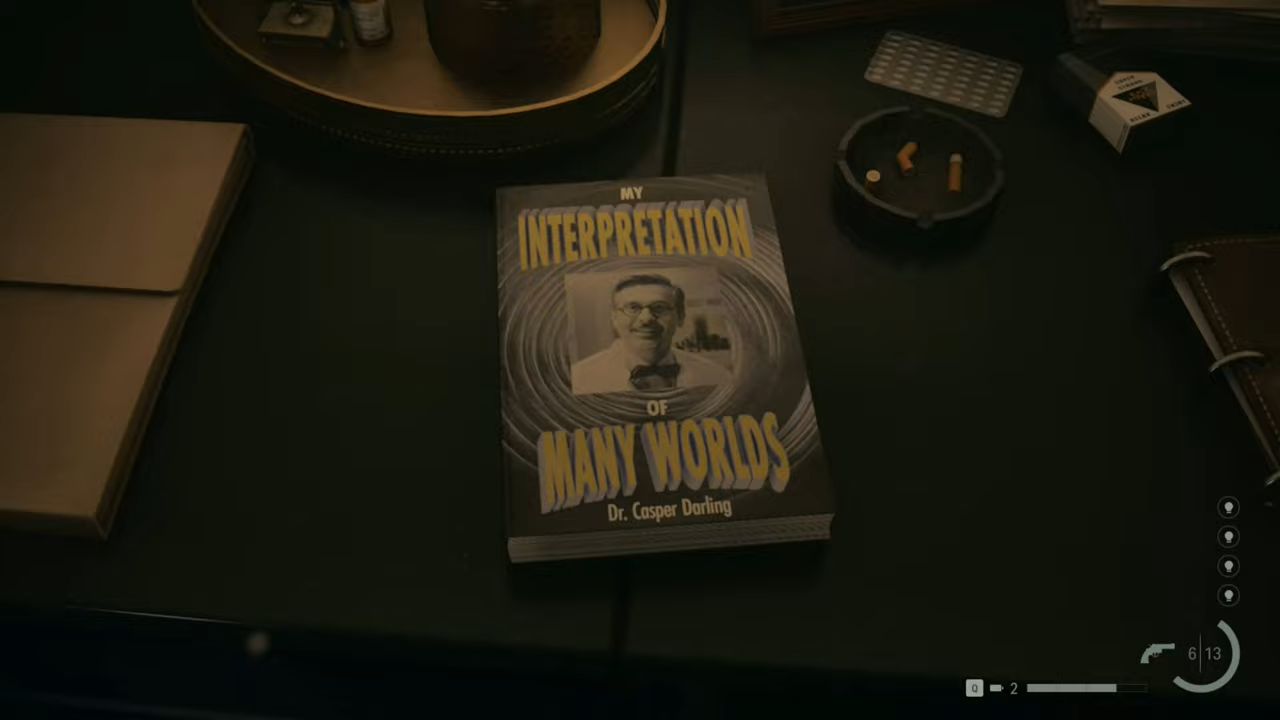 MY
INTERPRETATION
OF
MANY WORLDS
Dr. Casper Darling
6 13
Q 2